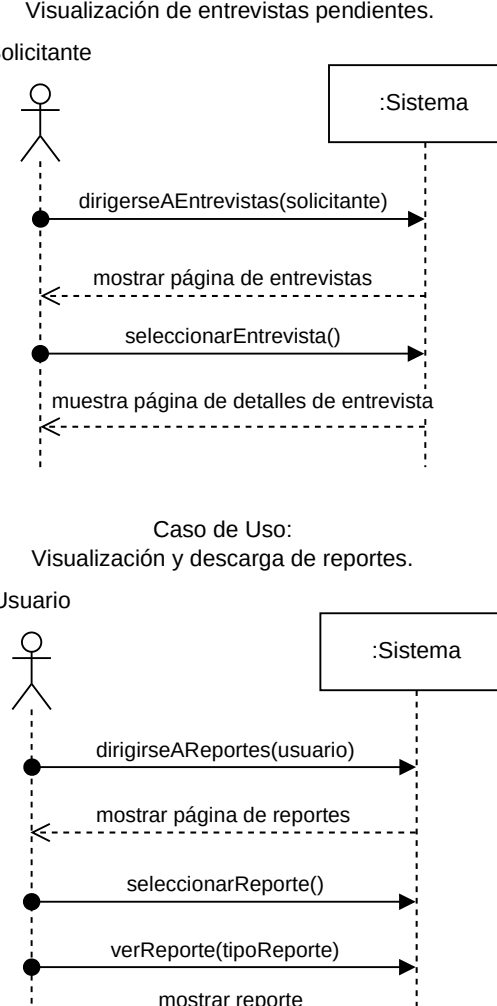 Visualización de entrevistas pendientes.
olicitante
:Sistema
dirigerseAEntrevistas(solicitante)
mostrar página de entrevistas
seleccionarEntrevista()
muestra página de detalles de entrevista
Caso de Uso:
Visualización y descarga de reportes.
Usuario
:Sistema
dirigirseAReportes(usuario)
mostrar página de reportes
seleccionarReporte()
verReporte(tipoReporte)
mostrar reporte